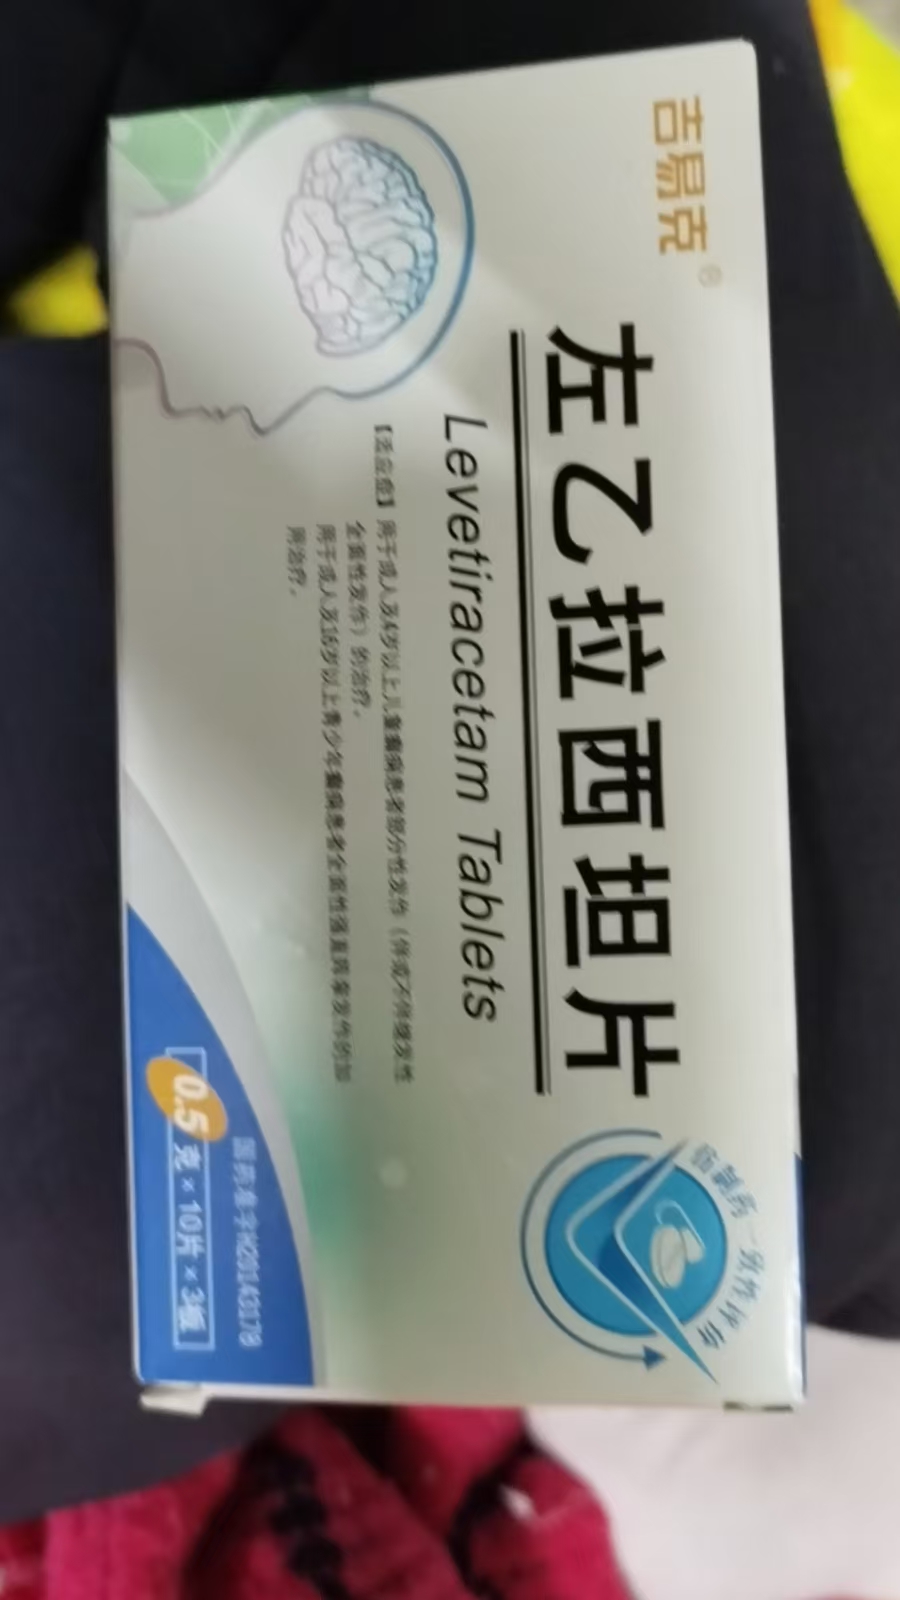 吉易克®
左乙拉西坦片
Levetiracetam Tablets
【适应症】用于成人及4岁以上儿童癫痫患者部分性发作（伴或不伴继发性
全面性发作）的治疗。
用于成人及16岁以上青少年癫痫患者全面性强直阵挛发作的加
用治疗。
仿制药一致性评价
国药准字H20143179
0.5克×10片×3板